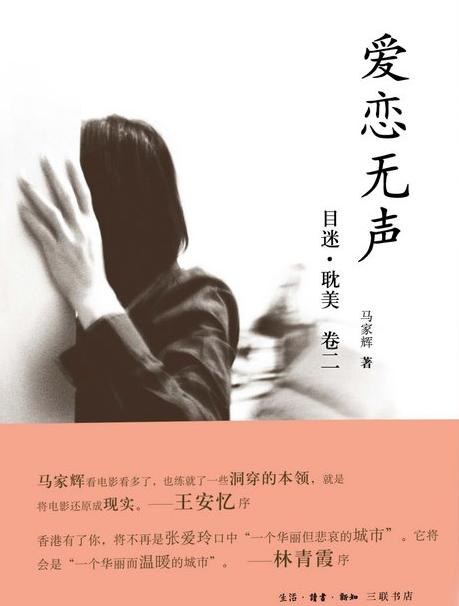 爱恋无声
目迷·耽美 卷二
马家辉 著
马家辉看电影看多了，也练就了一些洞穿的本领，就是
将电影还原成现实。——王安忆 序
香港有了你，将不再是张爱玲口中“一个华丽但悲哀的城市”。它将
会是“一个华丽而温暖的城市”。 ——林青霞 序
生活·讀書·新知 三联书店